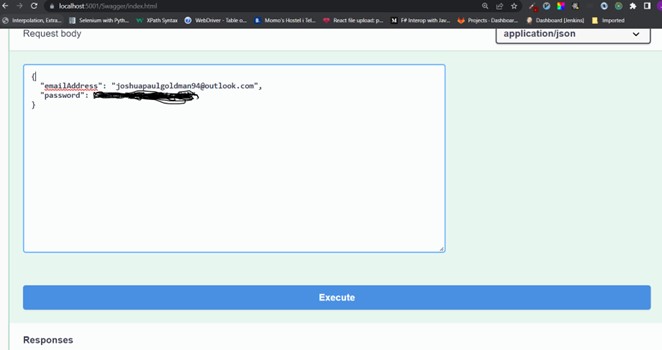 localhost:5001/Swagger/index.html
Interpolation, Extra... Selenium with Pyth... XPath Syntax WebDriver - Table o... Momo's Hostel i Tel... React file upload: p... F# Interop with Jav... Projects - Dashboar... Dashboard [Jenkins] Imported
Request body application/json
{
"emailAddress": "joshuapaulgoldman94@outlook.com",
"password":
}
Execute
Responses